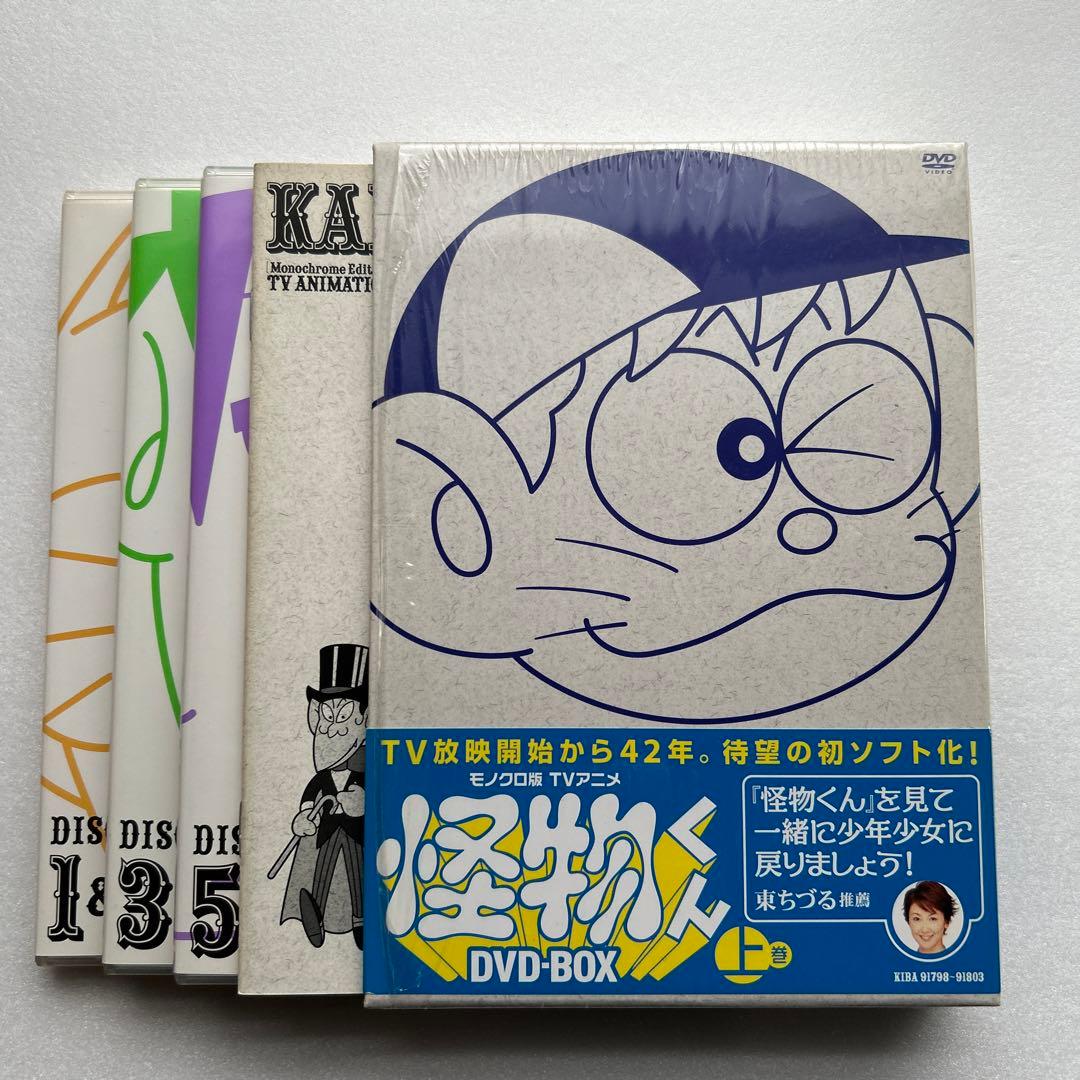 DISC
1 &
DISC
3
DIS
5
KA
[Monochrome Edit
TV ANIMATIO
DVD
VIDEO
TV放映開始から42年。待望の初ソフト化!
モノクロ版 TVアニメ
怪物くん
DVD-BOX
上巻
『怪物くん』を見て
一緒に少年少女に
戻りましょう!
東ちづる推薦
KIBA 91798~91803